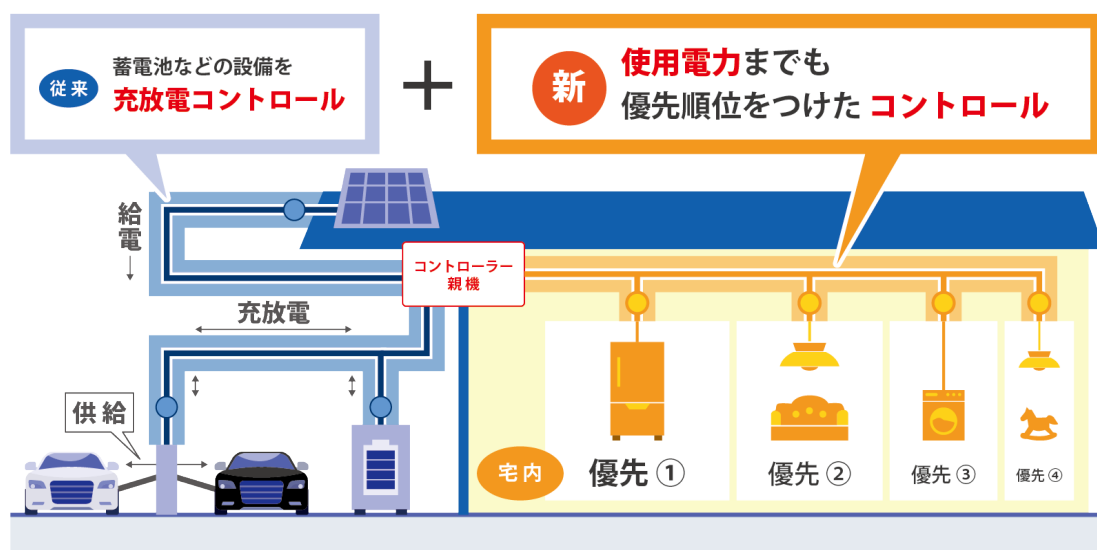 従来
蓄電池などの設備を
充放電コントロール
＋
新
使用電力までも
優先順位をつけた コントロール
給電
コントローラー
親機
充放電
供給
宅内
優先①
優先②
優先③
優先④